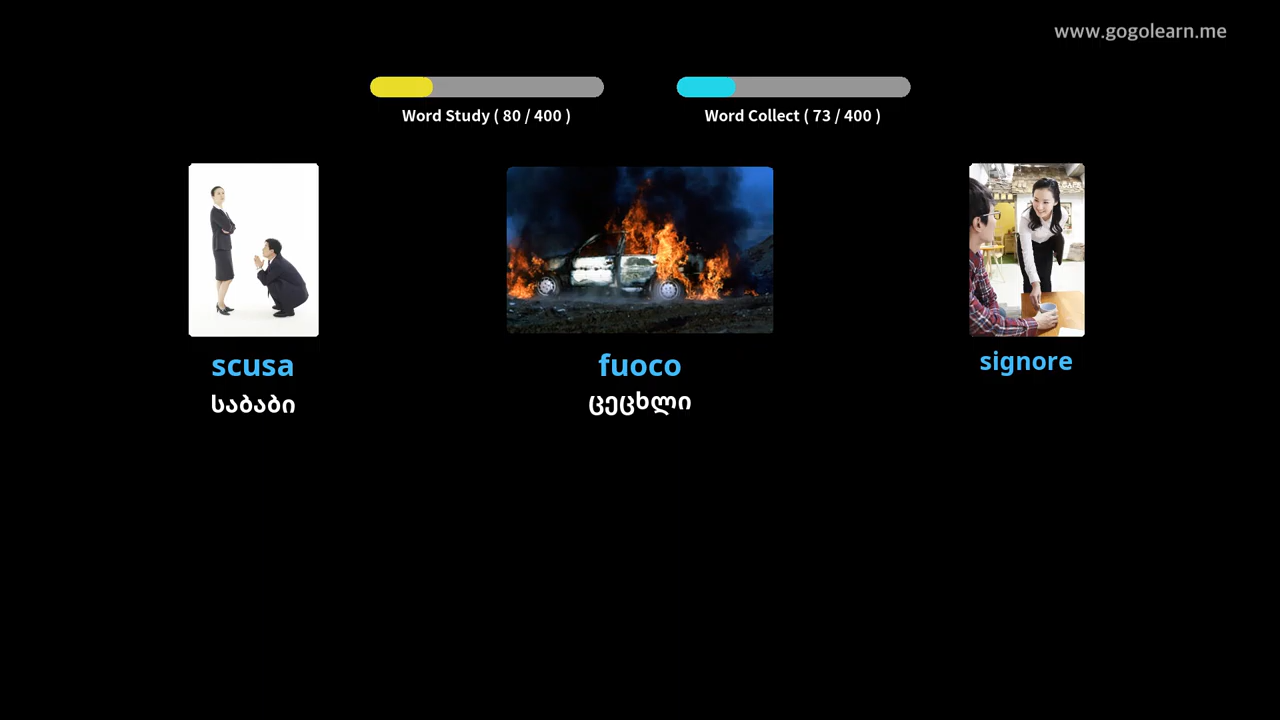 www.gogolearn.me
Word Study ( 80 / 400 )
Word Collect ( 73 / 400 )
scusa
fuoco
signore
საბაბი
ცეცხლი